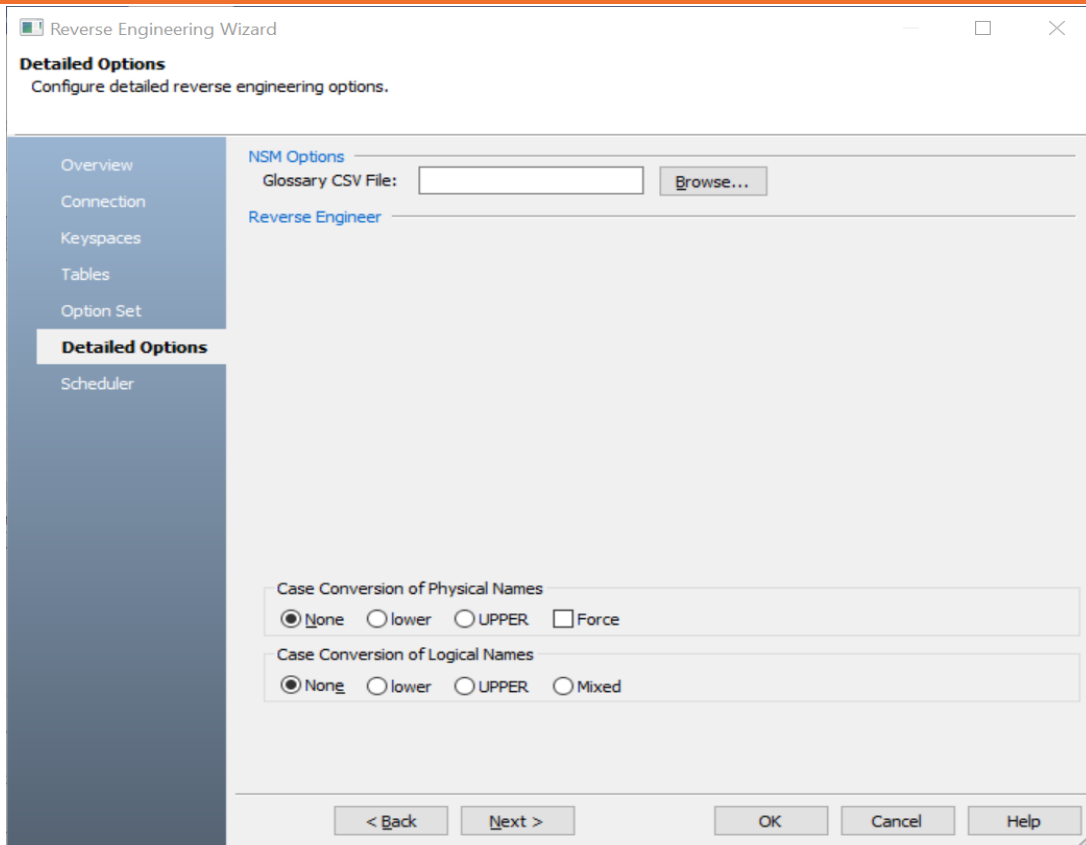 Reverse Engineering Wizard
Detailed Options
Configure detailed reverse engineering options.
Overview
Connection
Keyspaces
Tables
Option Set
Detailed Options
Scheduler
NSM Options
Glossary CSV File: Browse...
Reverse Engineer
Case Conversion of Physical Names
None lower UPPER Force
Case Conversion of Logical Names
None lower UPPER Mixed
< Back Next > OK Cancel Help